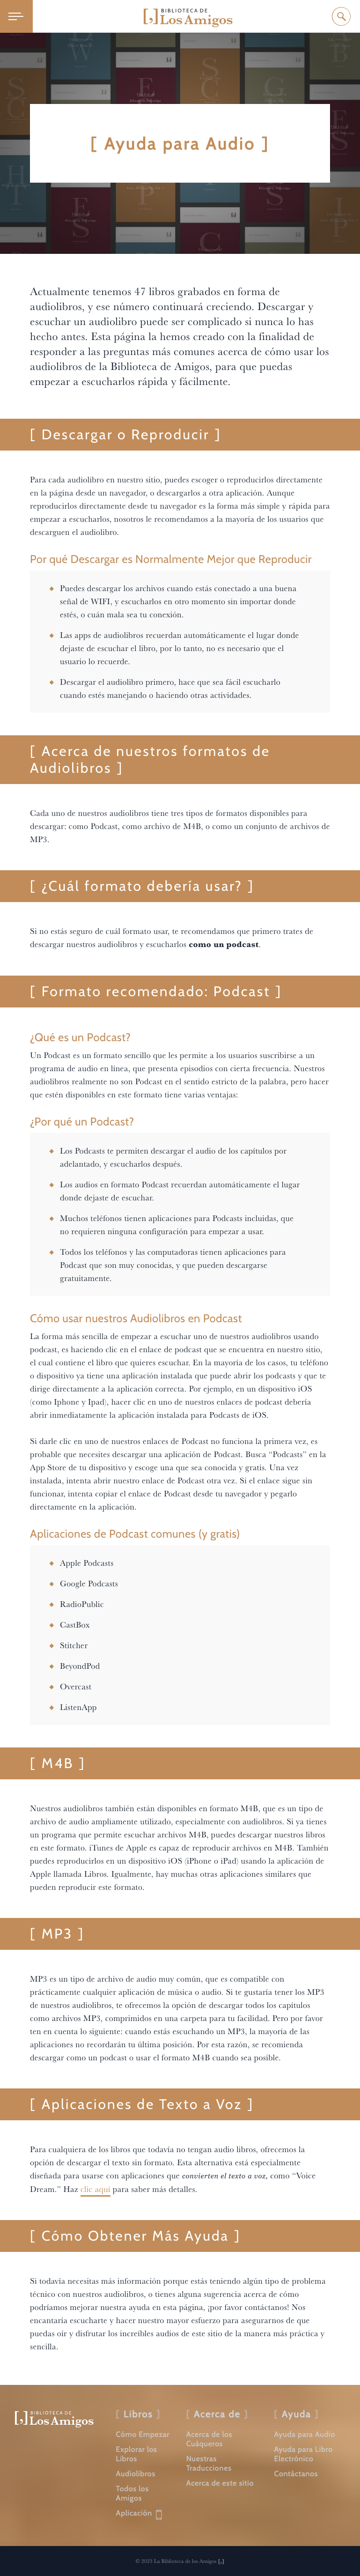 BIBLIOTECA DE
Los Amigos
[ Ayuda para Audio ]
Actualmente tenemos 47 libros grabados en forma de
audiolibros, y ese número continuará creciendo. Descargar y
escuchar un audiolibro puede ser complicado si nunca lo has
hecho antes. Esta página la hemos creado con la finalidad de
responder a las preguntas más comunes acerca de cómo usar los
audiolibros de la Biblioteca de Amigos, para que puedas
empezar a escucharlos rápida y fácilmente.
[ Descargar o Reproducir ]
Para cada audiolibro en nuestro sitio, puedes escoger o reproducirlos directamente
en la página desde un navegador, o descargarlos a otra aplicación. Aunque
reproducirlos directamente desde tu navegador es la forma más simple y rápida para
empezar a escucharlos, nosotros le recomendamos a la mayoría de los usuarios que
descarguen el audiolibro.
Por qué Descargar es Normalmente Mejor que Reproducir
Puedes descargar los archivos cuando estás conectado a una buena
señal de WIFI, y escucharlos en otro momento sin importar donde
estés, o cuán mala sea tu conexión.
Las apps de audiolibros recuerdan automáticamente el lugar donde
dejaste de escuchar el libro, por lo tanto, no es necesario que el
usuario lo recuerde.
Descargar el audiolibro primero, hace que sea fácil escucharlo
cuando estés manejando o haciendo otras actividades.
[ Acerca de nuestros formatos de
Audiolibros ]
Cada uno de nuestros audiolibros tiene tres tipos de formatos disponibles para
descargar: como Podcast, como archivo de M4B, o como un conjunto de archivos de
MP3.
[ ¿Cuál formato debería usar? ]
Si no estás seguro de cuál formato usar, te recomendamos que primero trates de
descargar nuestros audiolibros y escucharlos como un podcast.
[ Formato recomendado: Podcast ]
¿Qué es un Podcast?
Un Podcast es un formato sencillo que les permite a los usuarios suscribirse a un
programa de audio en línea, que presenta episodios con cierta frecuencia. Nuestros
audiolibros realmente no son Podcast en el sentido estricto de la palabra, pero hacer
que estén disponibles en este formato tiene varias ventajas:
¿Por qué un Podcast?
Los Podcasts te permiten descargar el audio de los capítulos por
adelantado, y escucharlos después.
Los audios en formato Podcast recuerdan automáticamente el lugar
donde dejaste de escuchar.
Muchos teléfonos tienen aplicaciones para Podcasts incluidas, que
no requieren ninguna configuración para empezar a usar.
Todos los teléfonos y las computadoras tienen aplicaciones para
Podcast que son muy conocidas, y que pueden descargarse
gratuitamente.
Cómo usar nuestros Audiolibros en Podcast
La forma más sencilla de empezar a escuchar uno de nuestros audiolibros usando
podcast, es haciendo clic en el enlace de podcast que se encuentra en nuestro sitio,
el cual contiene el libro que quieres escuchar. En la mayoría de los casos, tu teléfono
o dispositivo ya tiene una aplicación instalada que puede abrir los podcasts y que te
dirige directamente a la aplicación correcta. Por ejemplo, en un dispositivo iOS
(como Iphone y Ipad), hacer clic en uno de nuestros enlaces de podcast debería
abrir inmediatamente la aplicación instalada para Podcasts de iOS.
Si darle clic en uno de nuestros enlaces de Podcast no funciona la primera vez, es
probable que necesites descargar una aplicación de Podcast. Busca “Podcasts” en la
App Store de tu dispositivo y escoge una que sea conocida y gratis. Una vez
instalada, intenta abrir nuestro enlace de Podcast otra vez. Si el enlace sigue sin
funcionar, intenta copiar el enlace de Podcast desde tu navegador y pegarlo
directamente en la aplicación.
Aplicaciones de Podcast comunes (y gratis)
Apple Podcasts
Google Podcasts
RadioPublic
CastBox
Stitcher
BeyondPod
Overcast
ListenApp
[ M4B ]
Nuestros audiolibros también están disponibles en formato M4B, que es un tipo de
archivo de audio ampliamente utilizado, especialmente con audiolibros. Si ya tienes
un programa que permite escuchar archivos M4B, puedes descargar nuestros libros
en este formato. iTunes de Apple es capaz de reproducir archivos en M4B. También
puedes reproducirlos en un dispositivo iOS (iPhone o iPad) usando la aplicación de
Apple llamada Libros. Igualmente, hay muchas otras aplicaciones similares que
pueden reproducir este formato.
[ MP3 ]
MP3 es un tipo de archivo de audio muy común, que es compatible con
prácticamente cualquier aplicación de música o audio. Si te gustaría tener los MP3
de nuestros audiolibros, te ofrecemos la opción de descargar todos los capítulos
como archivos MP3, comprimidos en una carpeta para tu facilidad. Pero por favor
ten en cuenta lo siguiente: cuando estás escuchando un MP3, la mayoría de las
aplicaciones no recordarán tu última posición. Por esta razón, se recomienda
descargar como un podcast o usar el formato M4B cuando sea posible.
[ Aplicaciones de Texto a Voz ]
Para cualquiera de los libros que todavía no tengan audio libros, ofrecemos la
opción de descargar el texto sin formato. Esta alternativa está especialmente
diseñada para usarse con aplicaciones que convierten el texto a voz, como “Voice
Dream.” Haz clic aquí para saber más detalles.
[ Cómo Obtener Más Ayuda ]
Si todavía necesitas más información porque estás teniendo algún tipo de problema
técnico con nuestros audiolibros, o tienes alguna sugerencia acerca de cómo
podríamos mejorar nuestra ayuda en esta página, ¡por favor contáctanos! Nos
encantaría escucharte y hacer nuestro mayor esfuerzo para asegurarnos de que
puedas oír y disfrutar los increíbles audios de este sitio de la manera más práctica y
sencilla.
BIBLIOTECA DE
Los Amigos
[ Libros ]
Cómo Empezar
Explorar los
Libros
Audiolibros
Todos los
Amigos
Aplicación
[ Acerca de ]
Acerca de los
Cuáqueros
Nuestras
Traducciones
Acerca de este sitio
[ Ayuda ]
Ayuda para Audio
Ayuda para Libro
Electrónico
Contáctanos
© 2023 La Biblioteca de los Amigos [.]